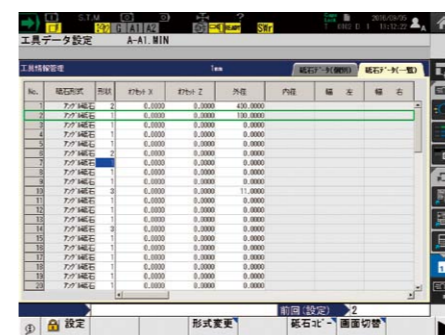 S.T.M
G A1 A2
SWr
2016/09/05
11:12:22
A
工具データ設定 A-A1.MIN
工具情報管理 1mm 砥石ﾃﾞｰﾀ(個別) 砥石ﾃﾞｰﾀ(一覧)
No. 砥石形式 形状 ｵﾌｾｯﾄ X ｵﾌｾｯﾄ Z 外径 内径 幅 左 幅 右
1 ｱﾝｸﾞﾙ砥石 2 0.0000 0.0000 400.0000
2 ｱﾝｸﾞﾙ砥石 1 0.0000 0.0000 100.0000
3 ｱﾝｸﾞﾙ砥石 1 0.0000 0.0000 0.0000
4 ｱﾝｸﾞﾙ砥石 1 0.0000 0.0000 0.0000
5 ｱﾝｸﾞﾙ砥石 1 0.0000 0.0000 0.0000
6 ｱﾝｸﾞﾙ砥石 2 0.0000 0.0000 0.0000
7 ｱﾝｸﾞﾙ砥石 1 0.0000 0.0000 0.0000
8 ｱﾝｸﾞﾙ砥石 1 0.0000 0.0000 0.0000
9 ｱﾝｸﾞﾙ砥石 1 0.0000 0.0000 0.0000
10 ｱﾝｸﾞﾙ砥石 3 0.0000 0.0000 11.0000
11 ｱﾝｸﾞﾙ砥石 1 0.0000 0.0000 0.0000
12 ｱﾝｸﾞﾙ砥石 1 0.0000 0.0000 0.0000
13 ｱﾝｸﾞﾙ砥石 1 0.0000 0.0000 0.0000
14 ｱﾝｸﾞﾙ砥石 3 0.0000 0.0000 0.0000
15 ｱﾝｸﾞﾙ砥石 1 0.0000 0.0000 0.0000
16 ｱﾝｸﾞﾙ砥石 1 0.0000 0.0000 0.0000
17 ｱﾝｸﾞﾙ砥石 1 0.0000 0.0000 0.0000
18 ｱﾝｸﾞﾙ砥石 1 0.0000 0.0000 0.0000
19 ｱﾝｸﾞﾙ砥石 1 0.0000 0.0000 0.0000
20 ｱﾝｸﾞﾙ砥石 1 0.0000 0.0000 0.0000
前回(設定) 2
設定 形式変更 砥石ｺﾋﾟｰ 画面切替